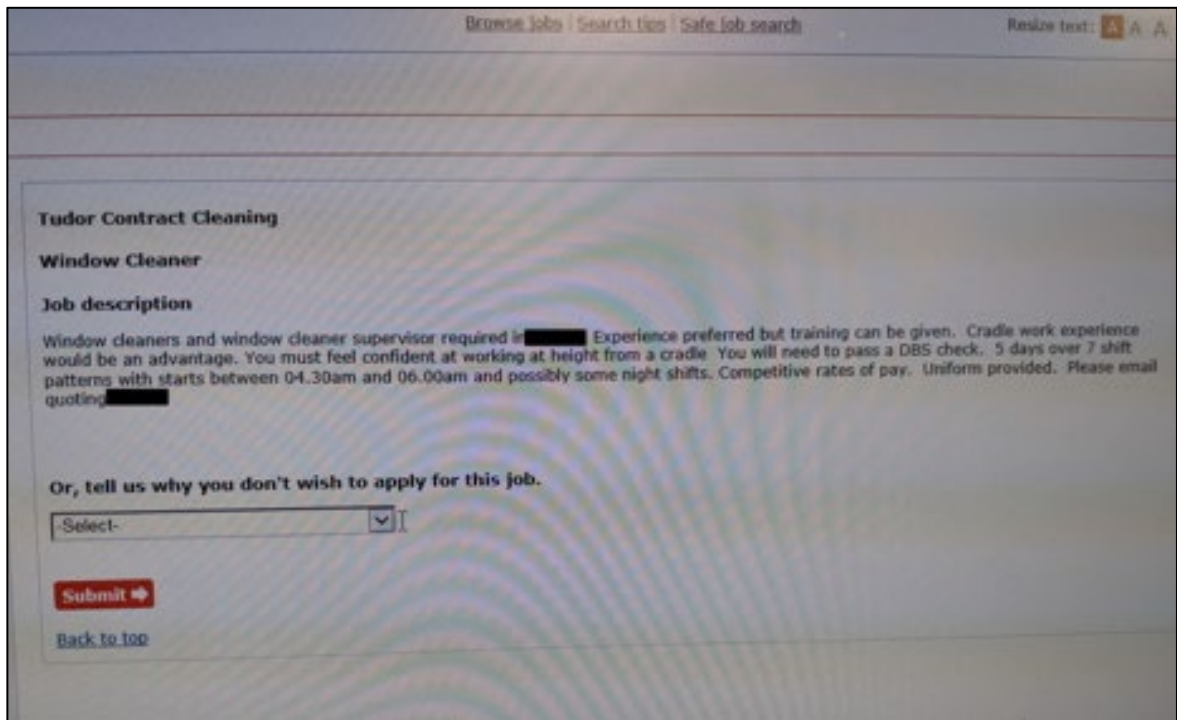 Browse jobs | Search tips | Safe job search
Resize text: A A A
Tudor Contract Cleaning
Window Cleaner
Job description
Window cleaners and window cleaner supervisor required in Experience preferred but training can be given. Cradle work experience
would be an advantage. You must feel confident at working at height from a cradle You will need to pass a DBS check. 5 days over 7 shift
patterns with starts between 04.30am and 06.00am and possibly some night shifts. Competitive rates of pay. Uniform provided. Please email
quoting
Or, tell us why you don't wish to apply for this job.
-Select-
Submit
Back to top